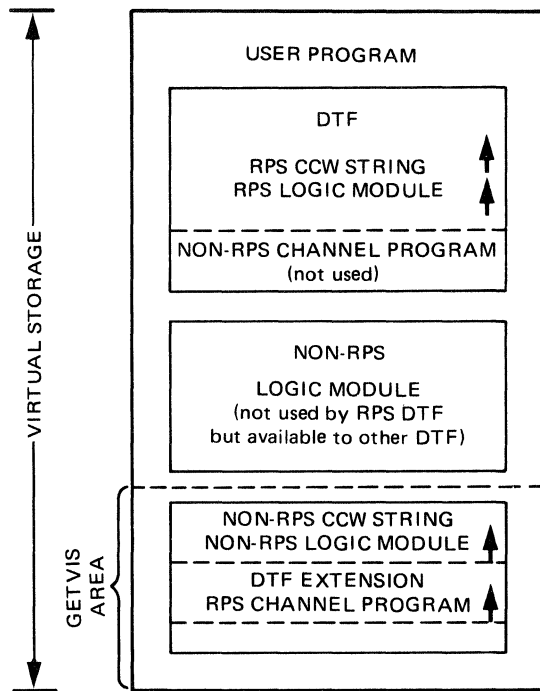 USER PROGRAM
DTF
RPS CCW STRING
RPS LOGIC MODULE
NON-RPS CHANNEL PROGRAM
(not used)
NON-RPS
LOGIC MODULE
(not used by RPS DTF
but available to other DTF)
NON-RPS CCW STRING
NON-RPS LOGIC MODULE
DTF EXTENSION
RPS CHANNEL PROGRAM
VIRTUAL STORAGE
GETVIS
AREA